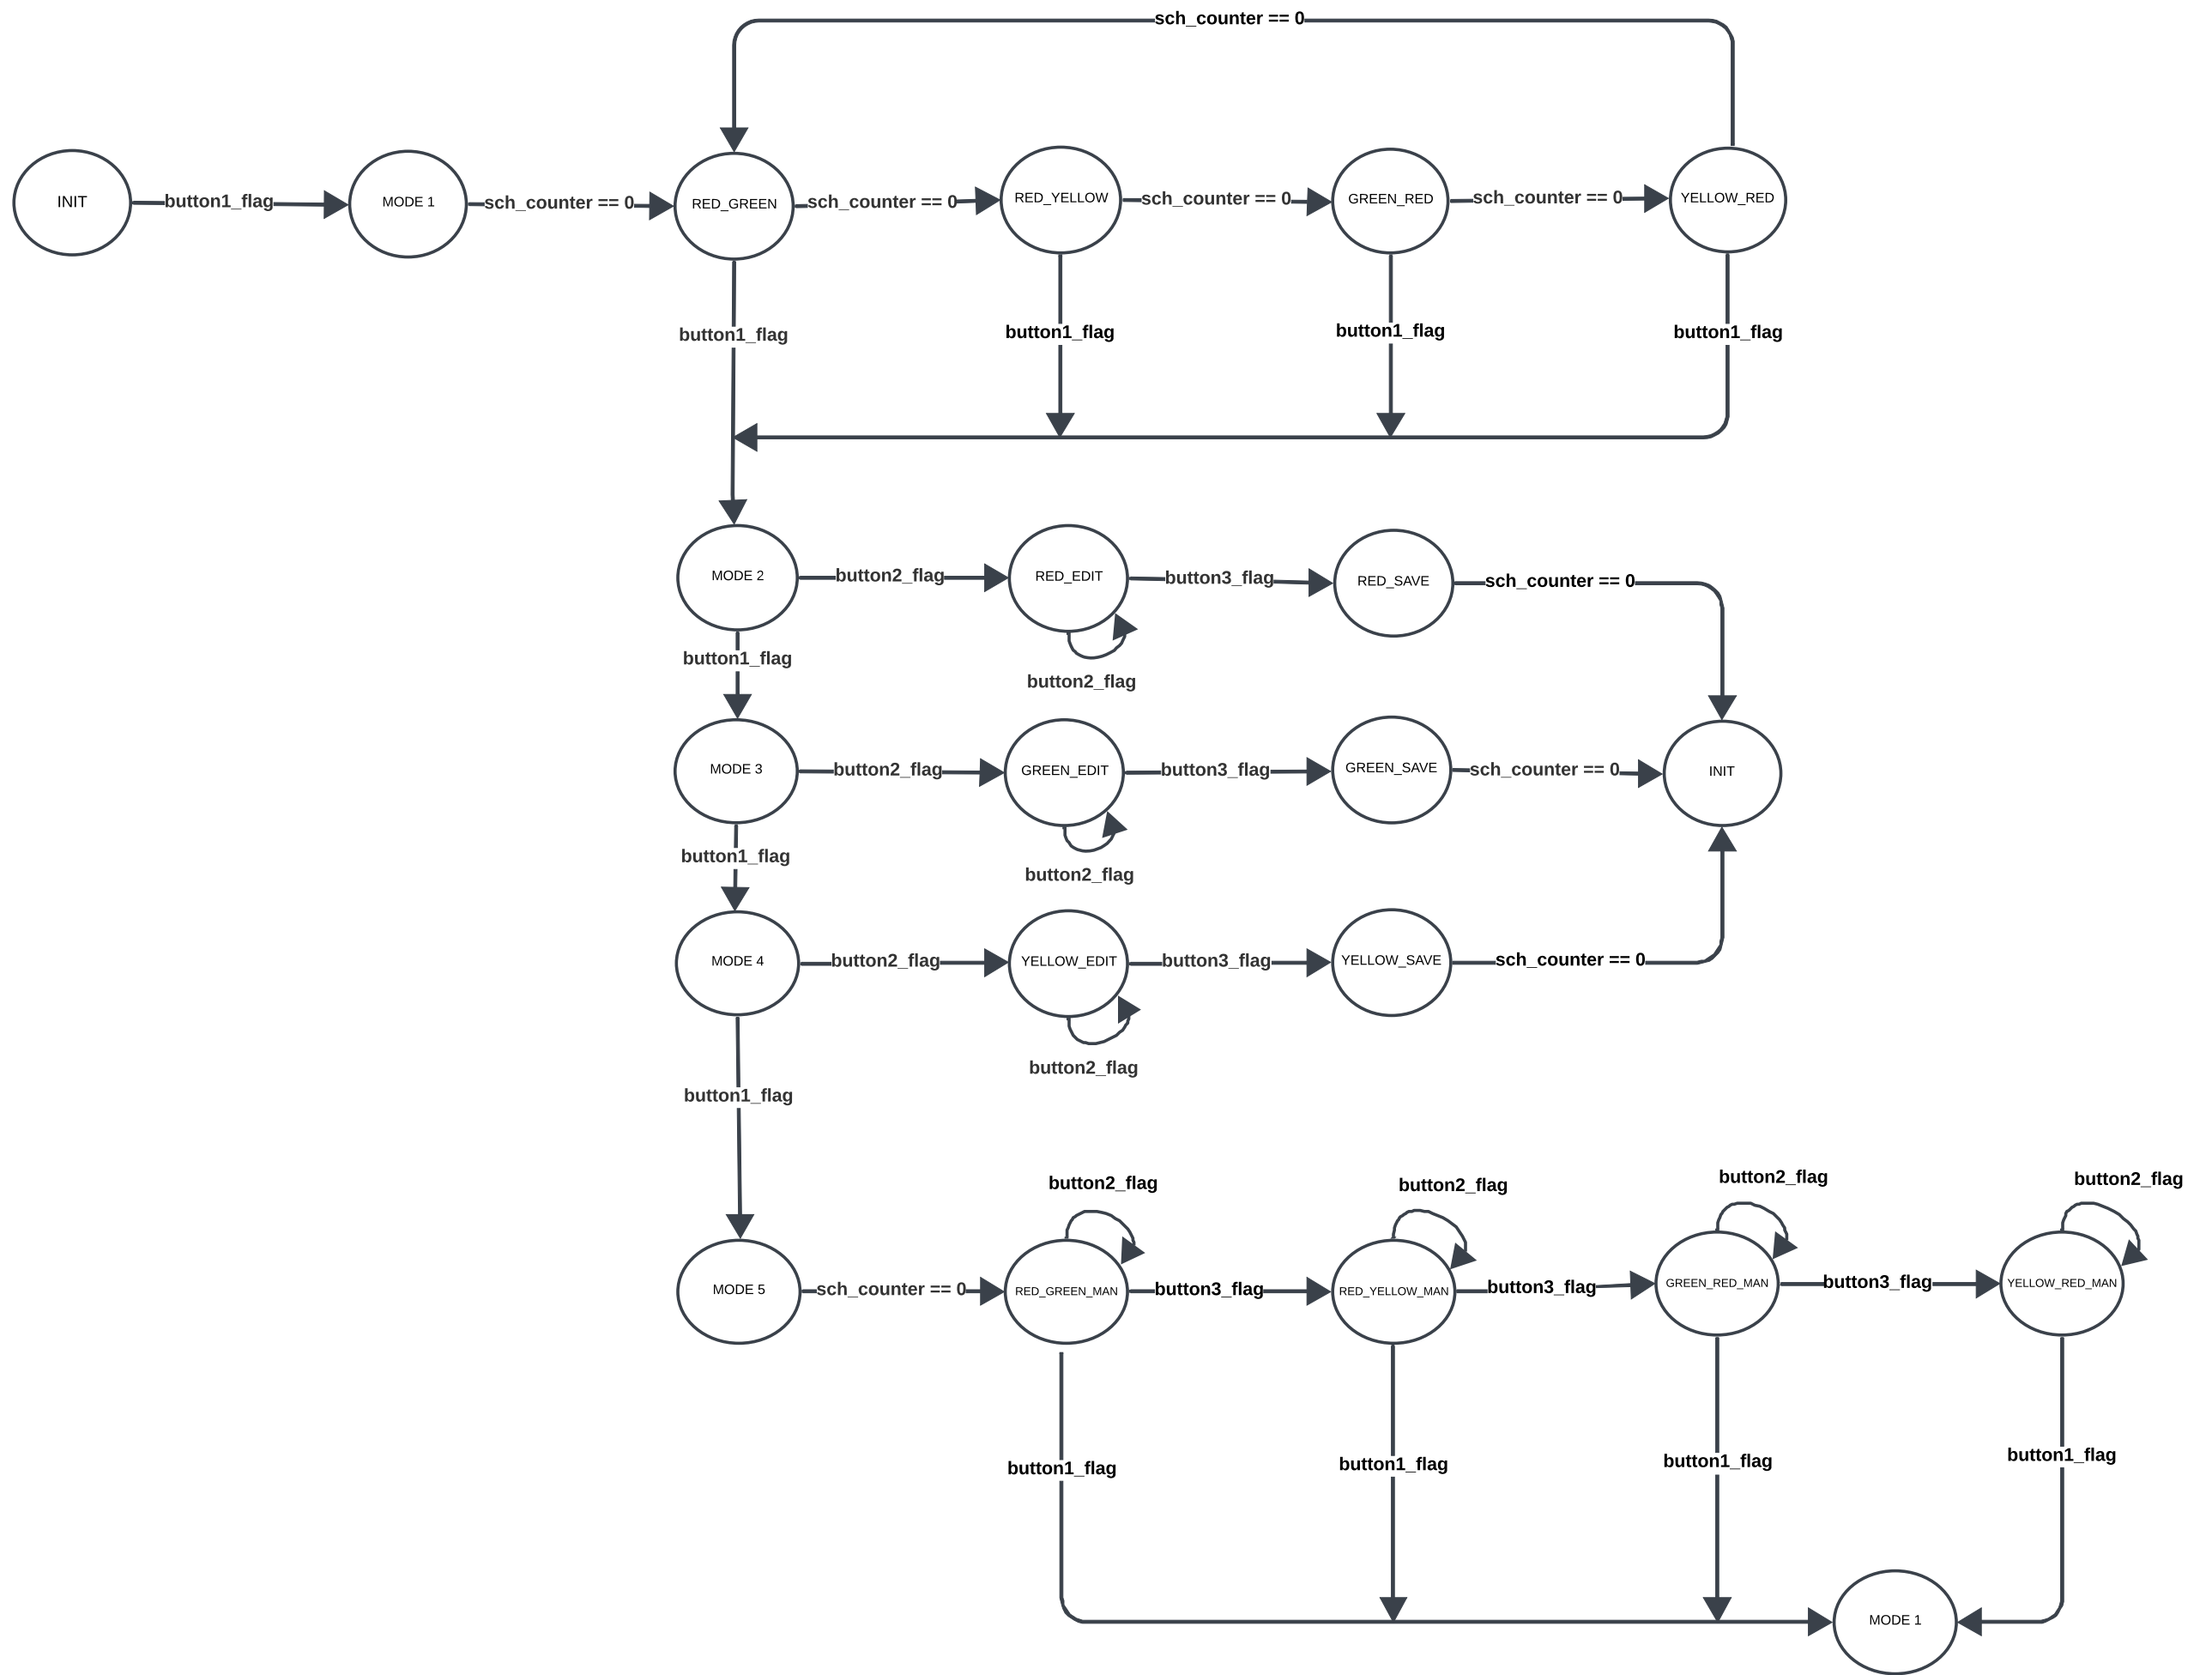 sch_counter == 0
INIT
button1_flag
MODE 1
sch_counter == 0
RED_GREEN
sch_counter == 0
RED_YELLOW
sch_counter == 0
GREEN_RED
sch_counter == 0
YELLOW_RED
button1_flag
button1_flag
button1_flag
button1_flag
MODE 2
button2_flag
RED_EDIT
button3_flag
RED_SAVE
sch_counter == 0
button1_flag
button2_flag
MODE 3
button2_flag
GREEN_EDIT
button3_flag
GREEN_SAVE
sch_counter == 0
INIT
button1_flag
button2_flag
MODE 4
button2_flag
YELLOW_EDIT
button3_flag
YELLOW_SAVE
sch_counter == 0
button2_flag
button1_flag
button2_flag
button2_flag
button2_flag
button2_flag
MODE 5
sch_counter == 0
RED_GREEN_MAN
button3_flag
RED_YELLOW_MAN
button3_flag
GREEN_RED_MAN
button3_flag
YELLOW_RED_MAN
button1_flag
button1_flag
button1_flag
button1_flag
MODE 1